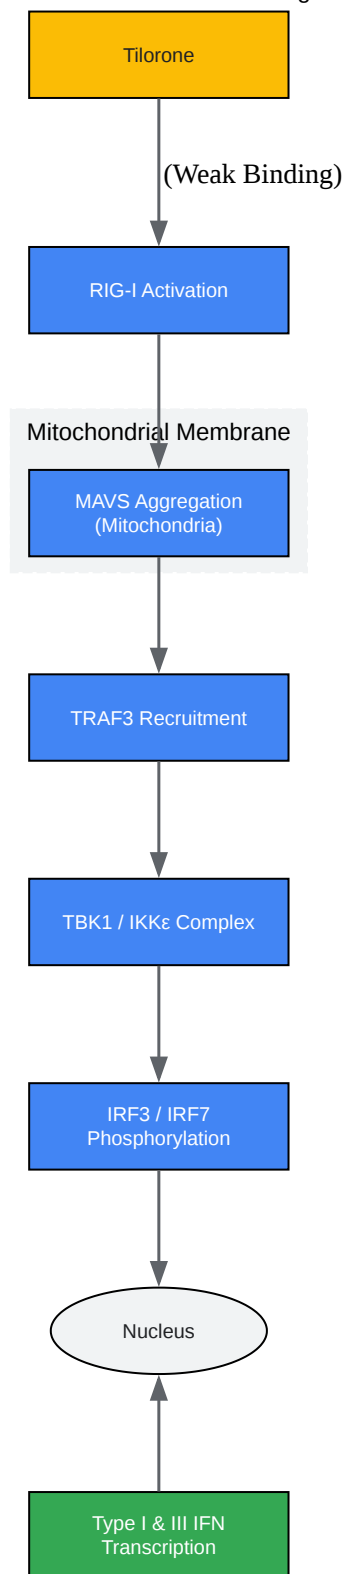 Tilorone
(Weak Binding)
RIG-I Activation
Mitochondrial Membrane
MAVS Aggregation
(Mitochondria)
TRAF3 Recruitment
TBK1 / IKKε Complex
IRF3 / IRF7
Phosphorylation
Nucleus
Type I & III IFN
Transcription